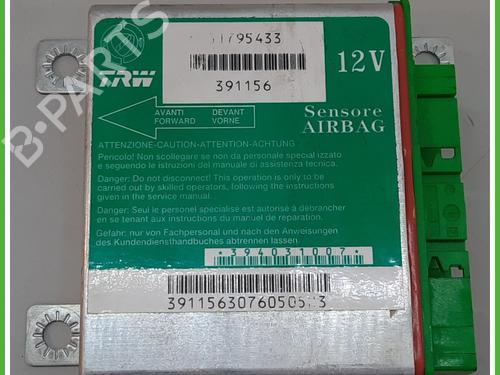 TRW
391156
12V
AVANTI DEVANT
FORWARD VORNE
Sensore
AIRBAG
ATTENZIONE-CAUTION-ATTENTION-ACHTUNG
Pericolo! Non scollegare se non da personale specializzato
e seguendo le istruzioni del manuale di assistenza tecnica.
Danger: Do not disconnect! This operation is only to be
carried out by skilled operators, following the instructions
given in the service manual.
Danger: Seul le personel specialisé est autorisé à débrancher
en se tenant aux instructions du manuel de reparation.
Gefahr: nur von Fachpersonal und nach den Anweisungen
des Kundendiensthandbuches abtrennen lassen.
*394031007*
B-PARTS